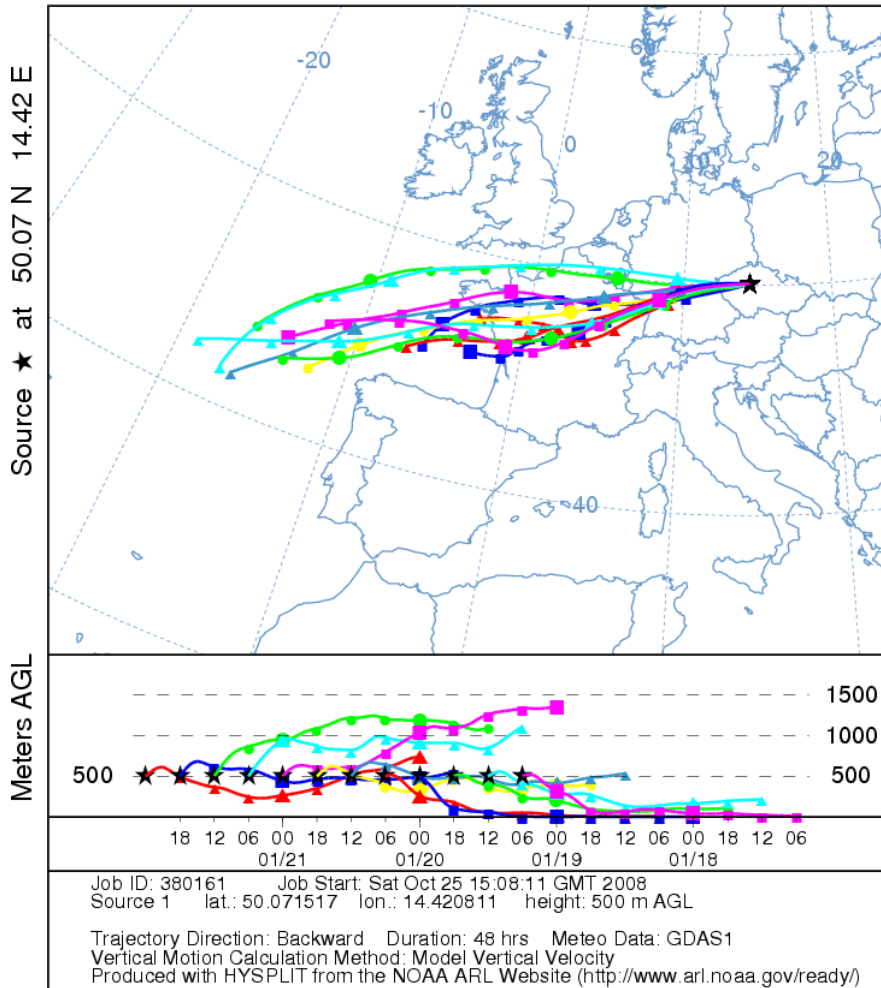 Source ★ at 50.07 N 14.42 E
-20
60
-10
0
10
20
40
Meters AGL
1500
1000
500
500
18 12 06 00 18 12 06 00 18 12 06 00 18 12 06 00 18 12 06
01/21 01/20 01/19 01/18
Job ID: 380161 Job Start: Sat Oct 25 15:08:11 GMT 2008
Source 1 lat.: 50.071517 lon.: 14.420811 height: 500 m AGL
Trajectory Direction: Backward Duration: 48 hrs Meteo Data: GDAS1
Vertical Motion Calculation Method: Model Vertical Velocity
Produced with HYSPLIT from the NOAA ARL Website (http://www.arl.noaa.gov/ready/)